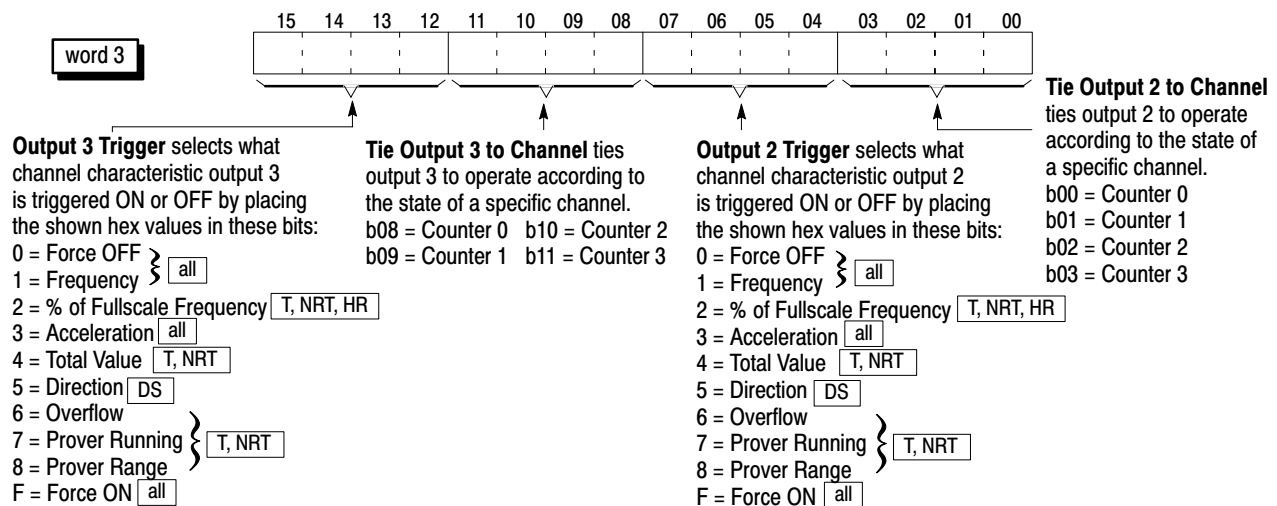 15 14 13 12 11 10 09 08 07 06 05 04 03 02 01 00
word 3
Output 3 Trigger selects what
channel characteristic output 3
is triggered ON or OFF by placing
the shown hex values in these bits:
0 = Force OFF
1 = Frequency
all
2 = % of Fullscale Frequency T, NRT, HR
3 = Acceleration all
4 = Total Value T, NRT
5 = Direction DS
6 = Overflow
7 = Prover Running
8 = Prover Range
T, NRT
F = Force ON all
Tie Output 3 to Channel ties
output 3 to operate according to
the state of a specific channel.
b08 = Counter 0 b10 = Counter 2
b09 = Counter 1 b11 = Counter 3
Output 2 Trigger selects what
channel characteristic output 2
is triggered ON or OFF by placing
the shown hex values in these bits:
0 = Force OFF
1 = Frequency
all
2 = % of Fullscale Frequency T, NRT, HR
3 = Acceleration all
4 = Total Value T, NRT
5 = Direction DS
6 = Overflow
7 = Prover Running
8 = Prover Range
T, NRT
F = Force ON all
Tie Output 2 to Channel
ties output 2 to operate
according to the state of
a specific channel.
b00 = Counter 0
b01 = Counter 1
b02 = Counter 2
b03 = Counter 3